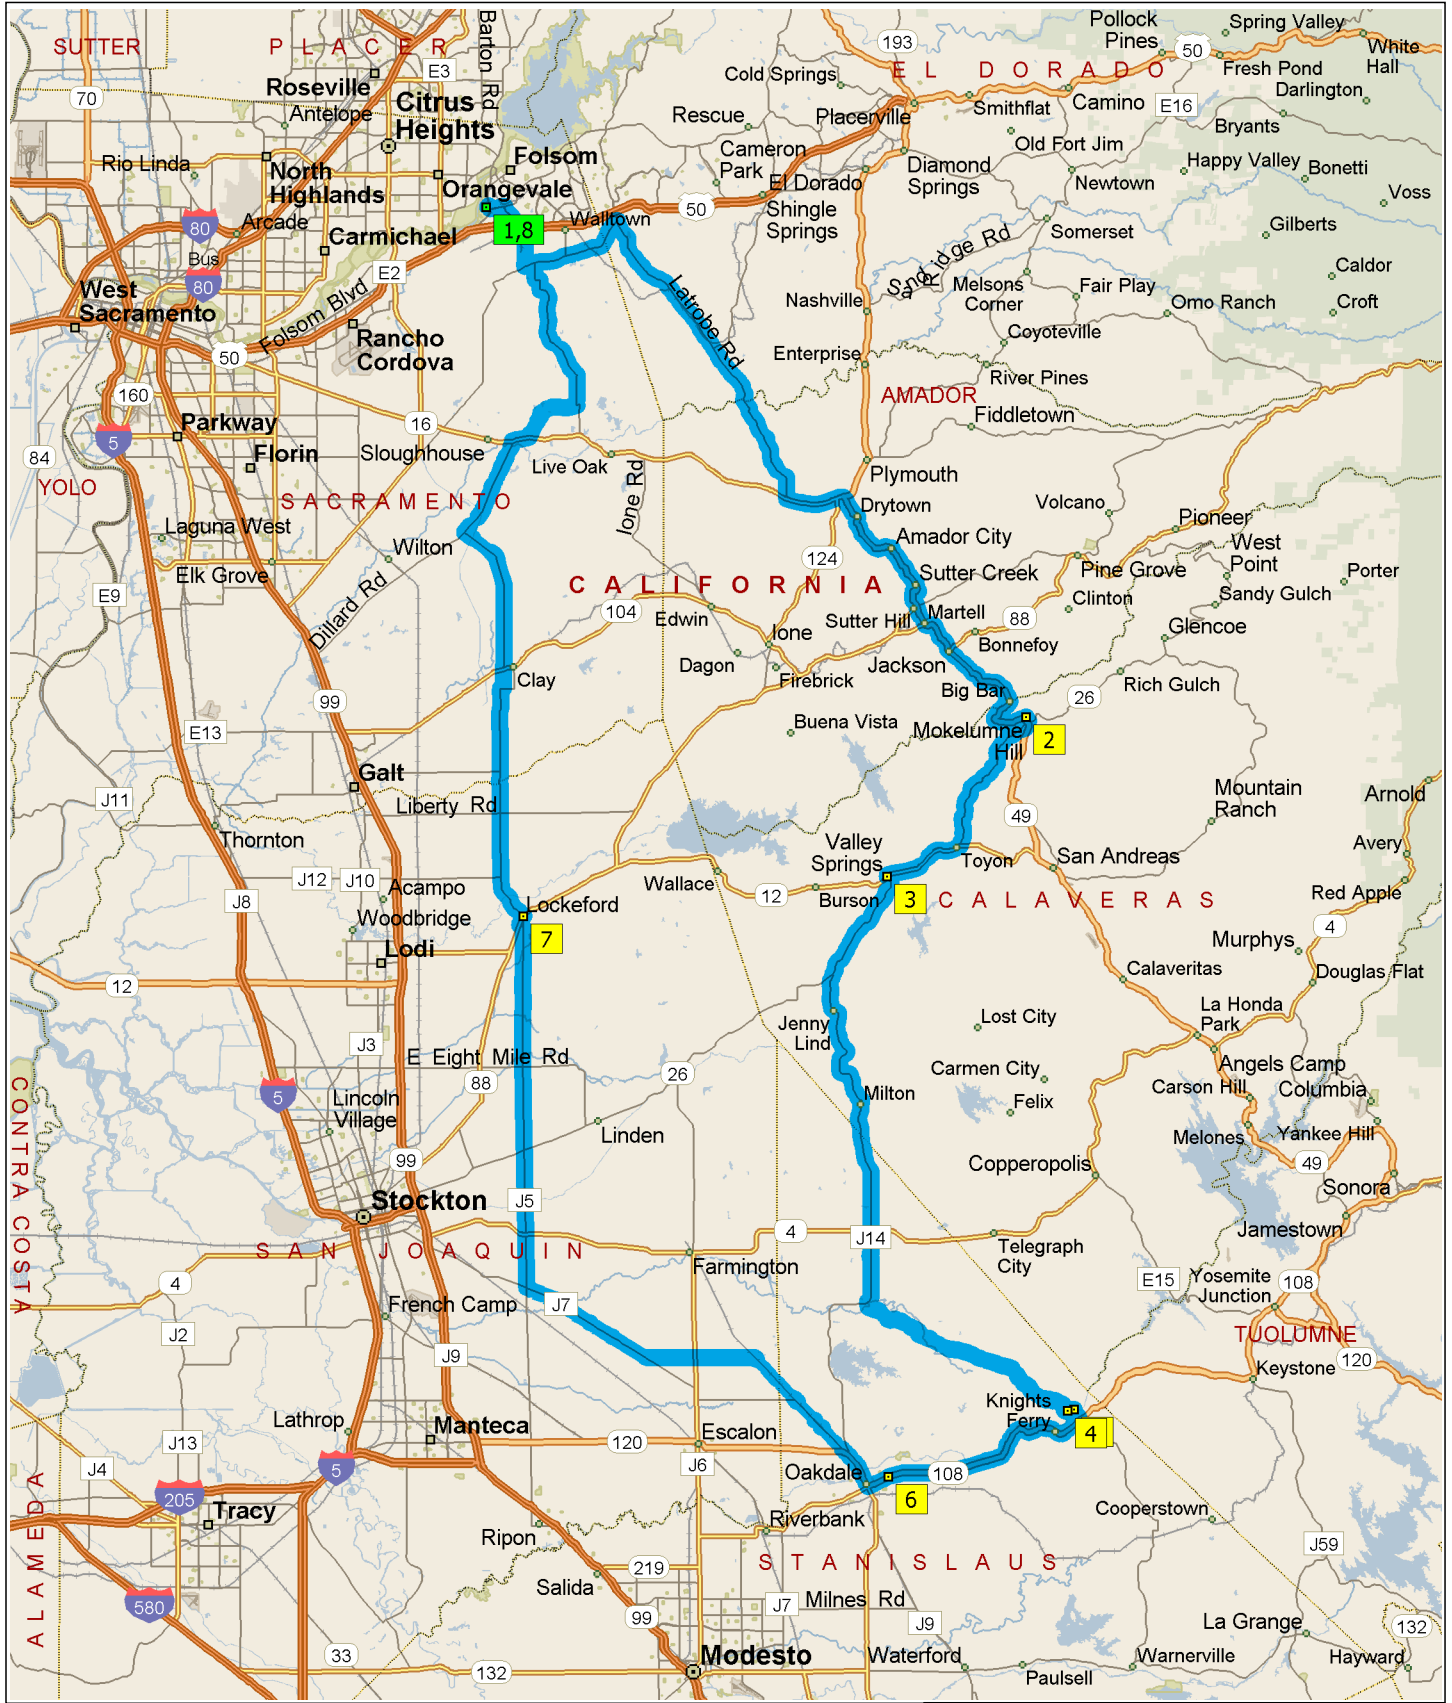 SUTTER
PLACER
Barton Rd
193
Pollock
Pines
50
Spring Valley
White
Hall
70
Roseville
E3
Cold Springs
EL DORADO
Fresh Pond
Darlington
Antelope
Citrus
Heights
Rescue
Placerville
Smithflat
Camino
E16
Bryants
Rio Linda
North
Highlands
Folsom
Orangevale
Cameron
Park
El Dorado
Old Fort Jim
Diamond
Springs
Newtown
Happy Valley
Bonetti
Voss
80
Arcade
Carmichael
1,8
Walltown
50
Shingle
Springs
Somerset
Gilberts
Bus
80
E2
Sand Ridge Rd
Caldor
West
Sacramento
Folsom Blvd
Rancho
Cordova
Latrobe Rd
Nashville
Melsons
Corner
Fair Play
Omo Ranch
Croft
50
Enterprise
Coyoteville
River Pines
160
Parkway
5
Florin
16
AMADOR
Fiddletown
84
YOLO
Sloughhouse
Live Oak
Ione Rd
Plymouth
SACRAMENTO
Drytown
Volcano
Pioneer
Laguna West
Wilton
Amador City
West
Point
Elk Grove
E9
Dillard Rd
CALIFORNIA
124
Sutter Creek
Pine Grove
Porter
104
Edwin
Ione
Sutter Hill
Martell
88
Clinton
Sandy Gulch
Glencoe
Dagon
Firebrick
Jackson
Bonnefoy
Clay
Big Bar
26
Rich Gulch
99
E13
Buena Vista
Mokelumne
Hill
2
Galt
J11
Liberty Rd
49
Mountain
Ranch
Arnold
Thornton
Valley
Springs
Toyon
San Andreas
Avery
J12
J10
Acampo
Wallace
12
Burson
3
CALAVERAS
Red Apple
J8
Woodbridge
Lockeford
7
4
Lodi
Murphys
12
Calaveritas
Douglas Flat
Jenny
Lind
Lost City
La Honda
Park
J3
E Eight Mile Rd
26
Carmen City
Angels Camp
CONTRA COSTA
5
Lincoln
Village
88
Milton
Felix
Carson Hill
Columbia
Linden
Melones
Yankee Hill
99
Copperopolis
49
Stockton
J5
Sonora
SAN JOAQUIN
4
J14
Jamestown
Farmington
Telegraph
City
4
E15
Yosemite
Junction
108
French Camp
J7
J2
TUOLUMNE
J9
Keystone
120
Lathrop
Manteca
Knights
Ferry
4
J13
120
Escalon
5
J4
J6
Oakdale
108
205
6
Tracy
Riverbank
Cooperstown
ALAMEDA
Ripon
J59
219
STANISLAUS
Salida
580
J7
Milnes Rd
99
J9
La Grange
132
33
Modesto
132
Waterford
Paulsell
Warnerville
Hayward